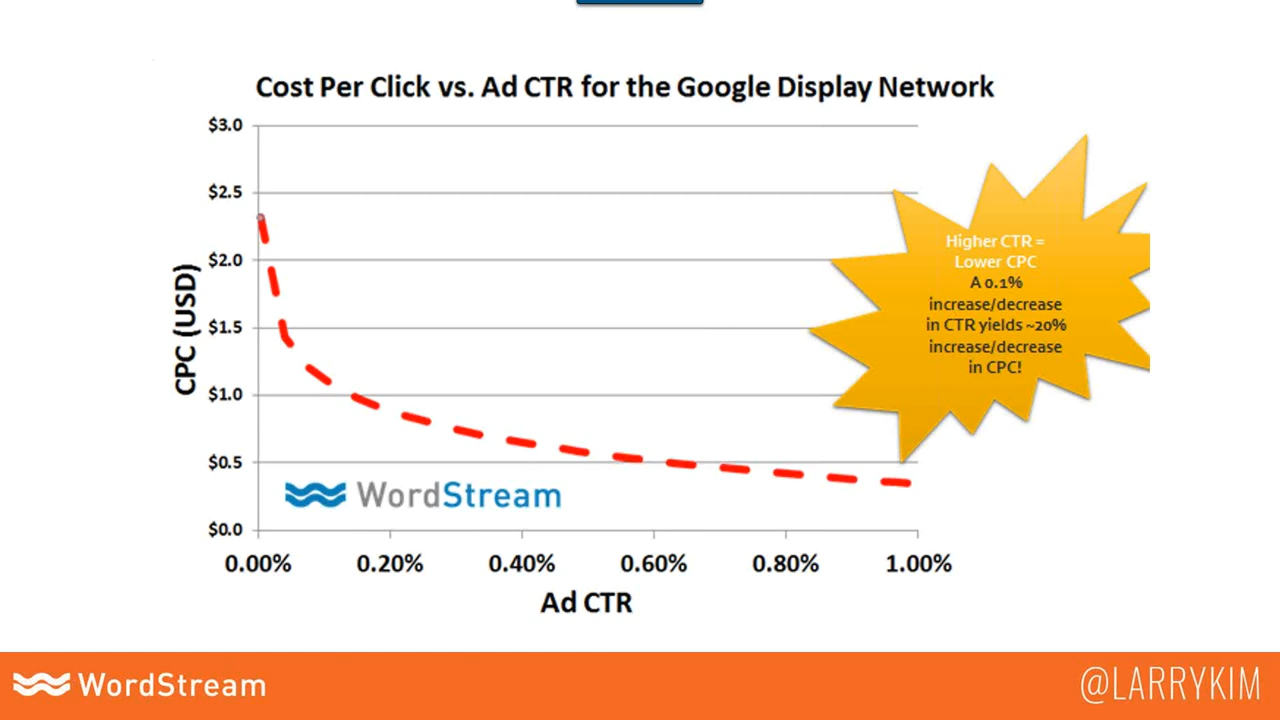 Cost Per Click vs. Ad CTR for the Google Display Network
$3.0
$2.5
$2.0
$1.5
$1.0
$0.5
$0.0
CPC (USD)
0.00% 0.20% 0.40% 0.60% 0.80% 1.00%
Ad CTR
Higher CTR =
Lower CPC
A 0.1%
increase/decrease
in CTR yields ~20%
increase/decrease
in CPC!
WordStream
WordStream
@LARRYKIM